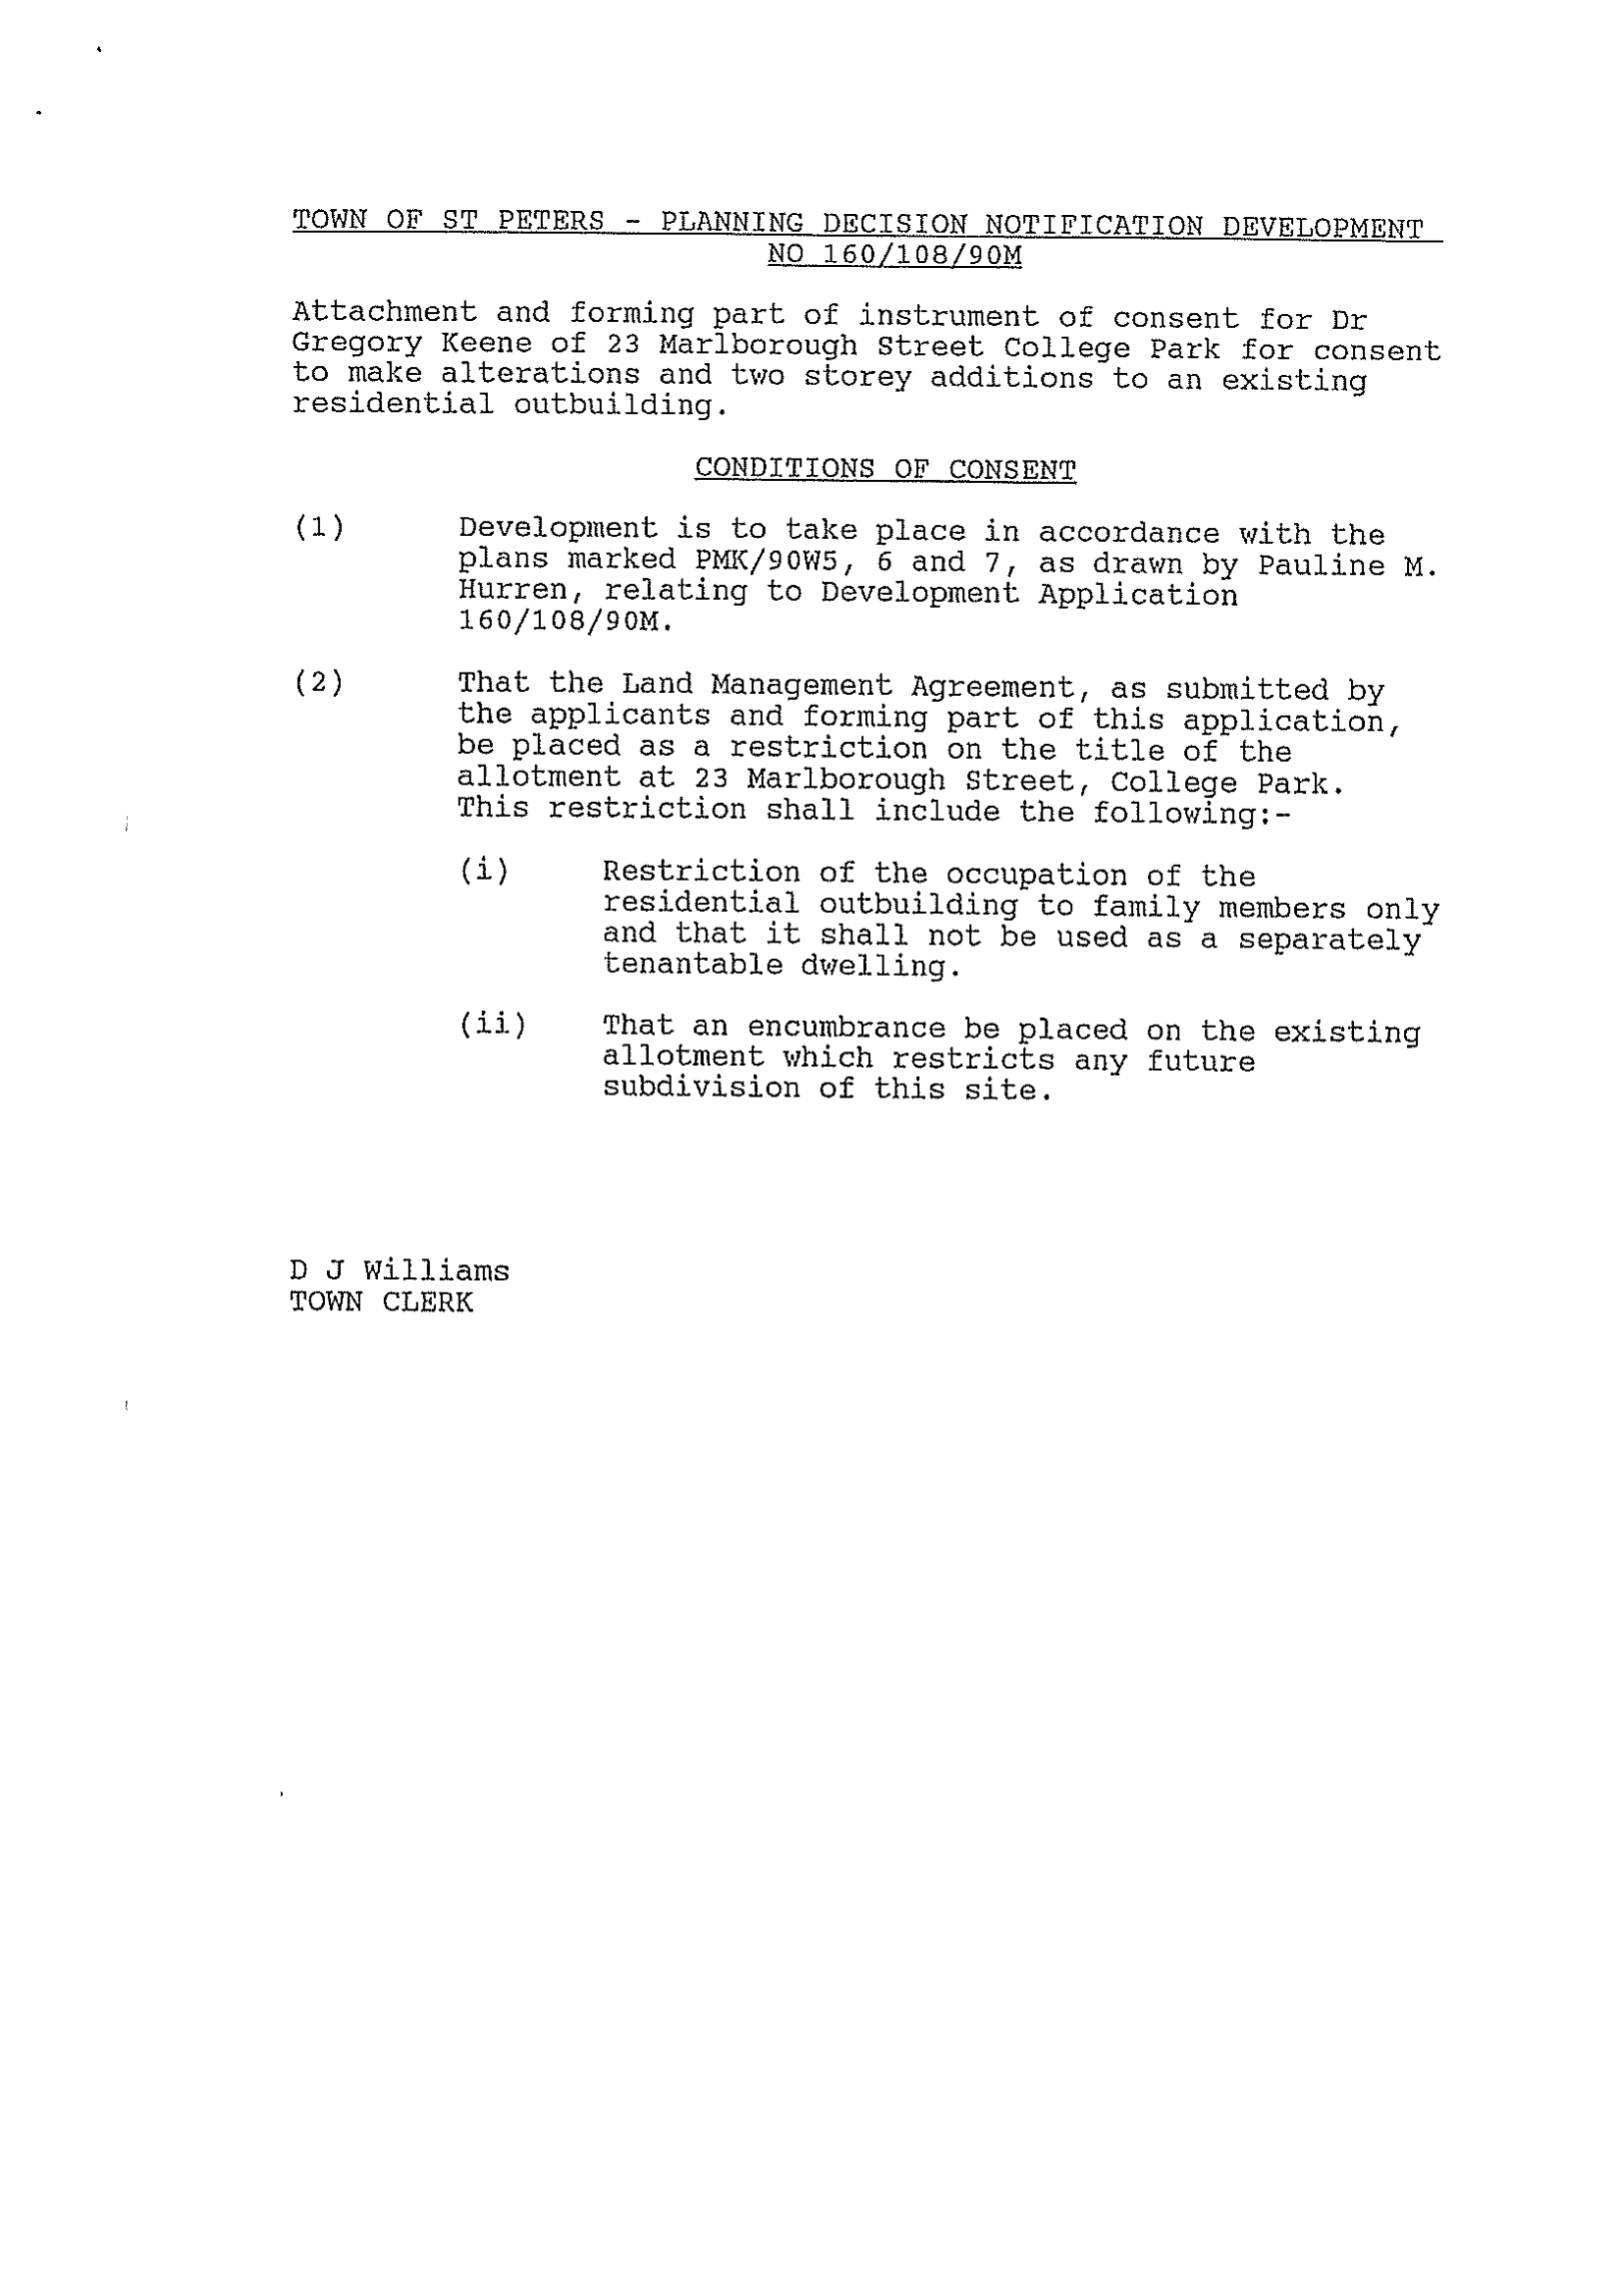 TOWN OF ST PETERS - PLANNING DECISION NOTIFICATION DEVELOPMENT
NO 160/108/90M
Attachment and forming part of instrument of consent for Dr
Gregory Keene of 23 Marlborough Street College Park for consent
to make alterations and two storey additions to an existing
residential outbuilding.
CONDITIONS OF CONSENT
(1) Development is to take place in accordance with the
plans marked PMK/90W5, 6 and 7, as drawn by Pauline M.
Hurren, relating to Development Application
160/108/90M.
(2) That the Land Management Agreement, as submitted by
the applicants and forming part of this application,
be placed as a restriction on the title of the
allotment at 23 Marlborough Street, College Park.
This restriction shall include the following:-
(i) Restriction of the occupation of the
residential outbuilding to family members only
and that it shall not be used as a separately
tenantable dwelling.
(ii) That an encumbrance be placed on the existing
allotment which restricts any future
subdivision of this site.
D J Williams
TOWN CLERK